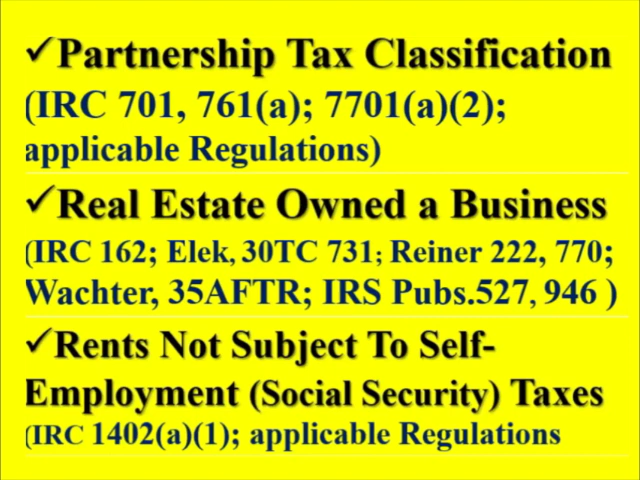 ✓Partnership Tax Classification
(IRC 701, 761(a); 7701(a)(2);
applicable Regulations)
✓Real Estate Owned a Business
(IRC 162; Elek, 30TC 731; Reiner 222, 770;
Wachter, 35AFTR; IRS Pubs.527, 946 )
✓Rents Not Subject To Self-
Employment (Social Security) Taxes
(IRC 1402(a)(1); applicable Regulations